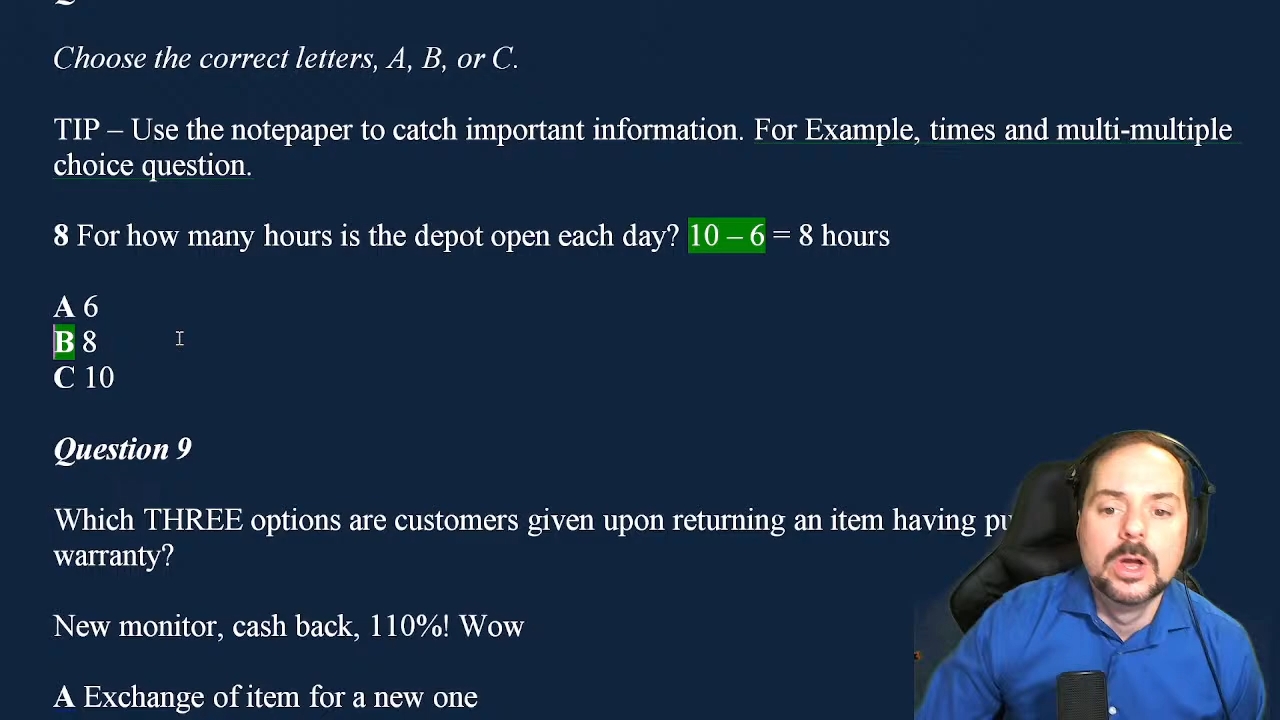 Choose the correct letters, A, B, or C.
TIP – Use the notepaper to catch important information. For Example, times and multi-multiple
choice question.
8 For how many hours is the depot open each day? 10 – 6 = 8 hours
A 6
B 8
C 10
Question 9
Which THREE options are customers given upon returning an item having
warranty?
New monitor, cash back, 110%! Wow
A Exchange of item for a new one